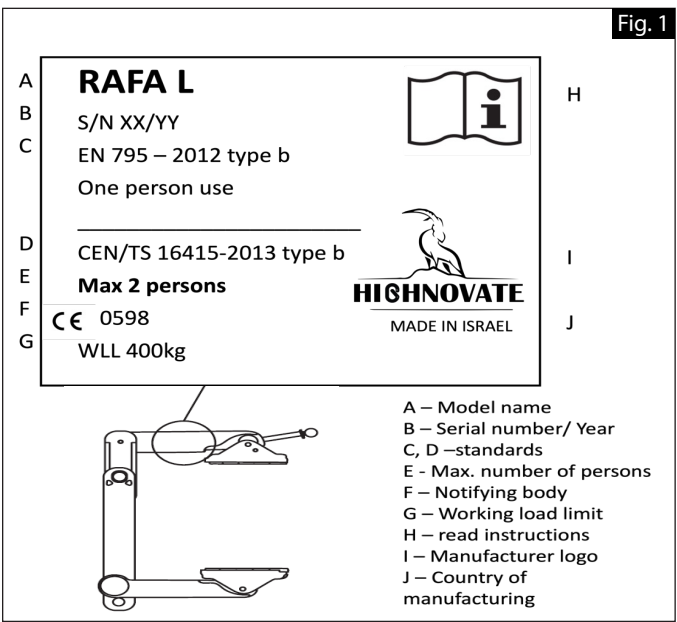 Fig. 1
A RAFA L
B S/N XX/YY
C EN 795 – 2012 type b
One person use
H
D CEN/TS 16415-2013 type b
E Max 2 persons
F CE 0598
G WLL 400kg
HIGHNOVATE
I
MADE IN ISRAEL
J
A – Model name
B – Serial number/ Year
C, D –standards
E - Max. number of persons
F – Notifying body
G – Working load limit
H – read instructions
I – Manufacturer logo
J – Country of
manufacturing